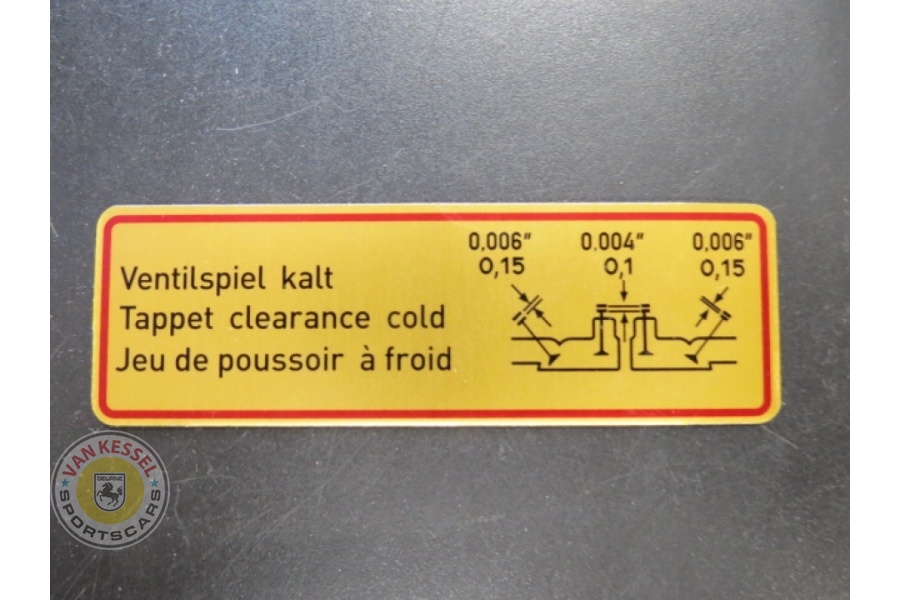 0,006" 0.004" 0,006"
0,15 0,1 0,15
Ventilspiel kalt
Tappet clearance cold
Jeu de poussoir à froid
VAN KESSEL
DEURNE
SPORTSCARS